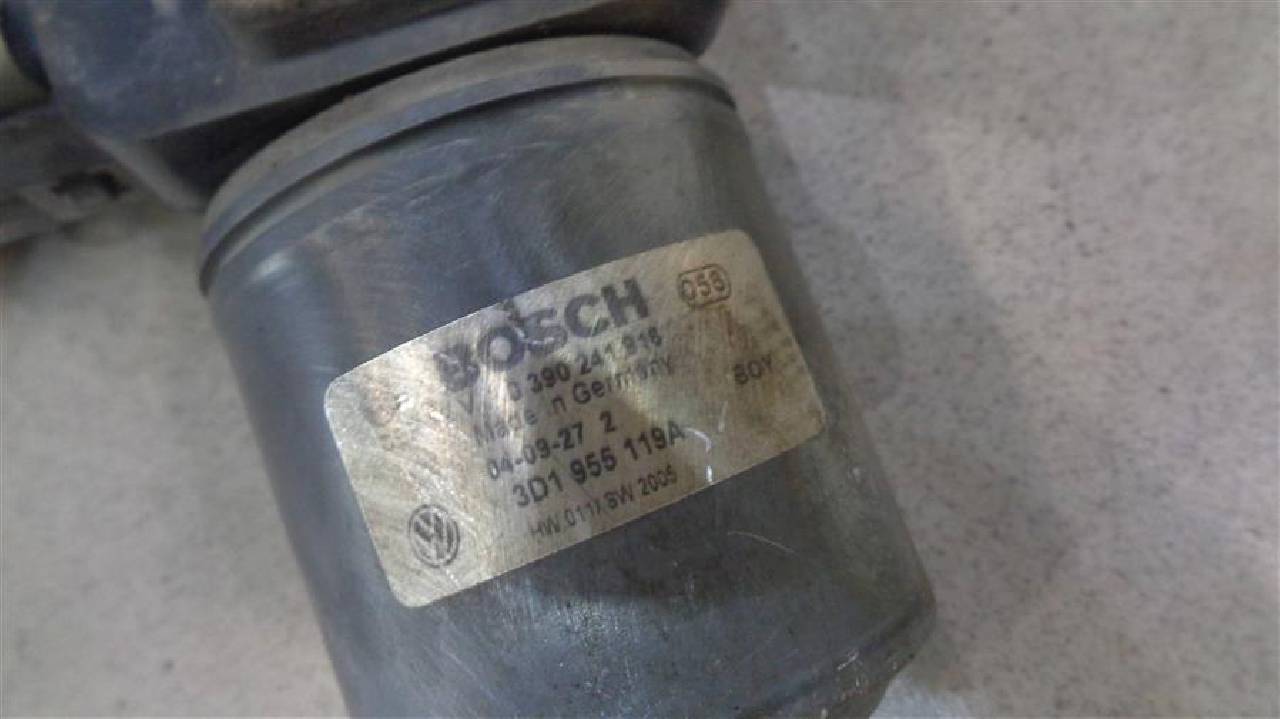 BOSCH
058
0 390 241 916
Made in Germany
BOY
04-09-27 2
3D1 955 119A
HW 011/ SW 2005